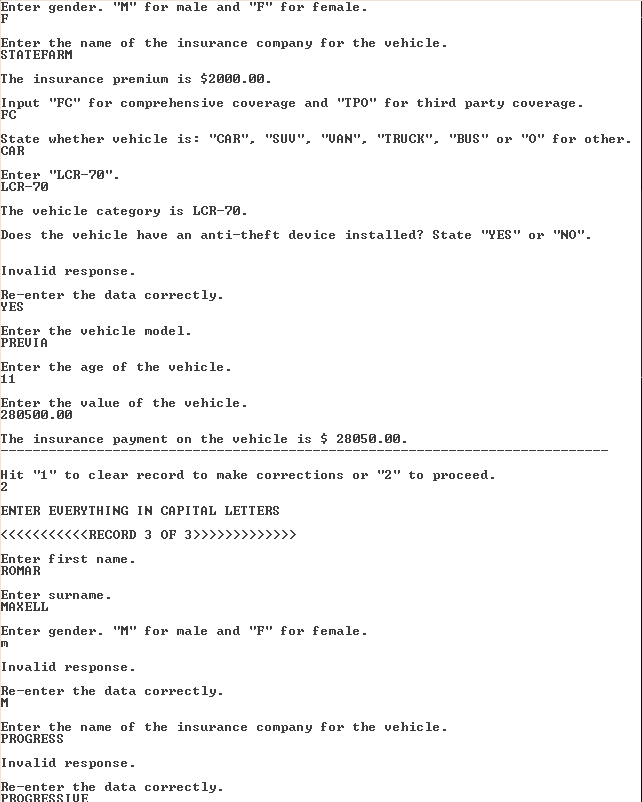 Enter gender. "M" for male and "F" for female.
F
Enter the name of the insurance company for the vehicle.
STATEFARM
The insurance premium is $2000.00.
Input "FC" for comprehensive coverage and "TPO" for third party coverage.
FC
State whether vehicle is: "CAR", "SUV", "VAN", "TRUCK", "BUS" or "O" for other.
CAR
Enter "LCR-70".
LCR-70
The vehicle category is LCR-70.
Does the vehicle have an anti-theft device installed? State "YES" or "NO".
Invalid response.
Re-enter the data correctly.
YES
Enter the vehicle model.
PREVIA
Enter the age of the vehicle.
11
Enter the value of the vehicle.
280500.00
The insurance payment on the vehicle is $ 28050.00.
----------------------------------------------------------------------------
Hit "1" to clear record to make corrections or "2" to proceed.
2
ENTER EVERYTHING IN CAPITAL LETTERS
<<<<<<<<<<<RECORD 3 OF 3>>>>>>>>>>>>>
Enter first name.
ROMAR
Enter surname.
MAXELL
Enter gender. "M" for male and "F" for female.
m
Invalid response.
Re-enter the data correctly.
M
Enter the name of the insurance company for the vehicle.
PROGRESS
Invalid response.
Re-enter the data correctly.
PROGRESSIVE